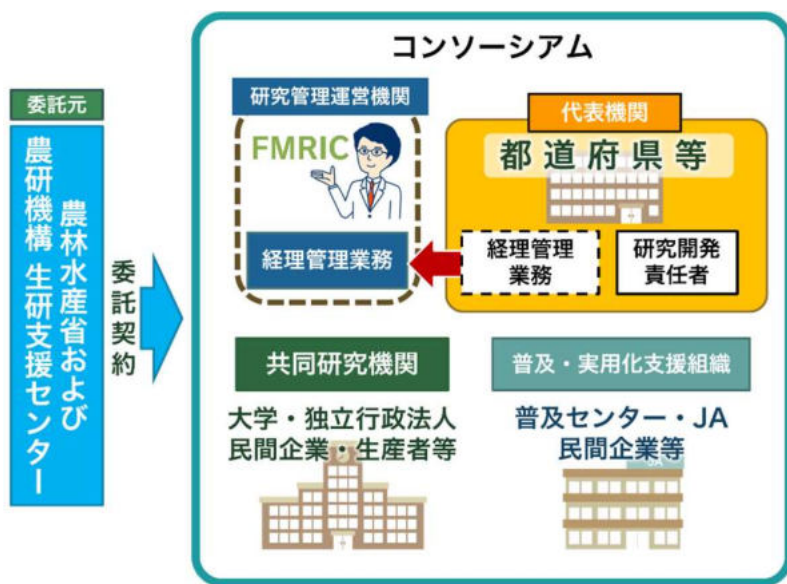 コンソーシアム
委託元
農林水産省および
農研機構 生研支援センター
委託契約
研究管理運営機関
FMRIC
経理管理業務
代表機関
都道府県等
経理管理
業務
研究開発
責任者
共同研究機関
大学・独立行政法人
民間企業・生産者等
普及・実用化支援組織
普及センター・JA
民間企業等
JA